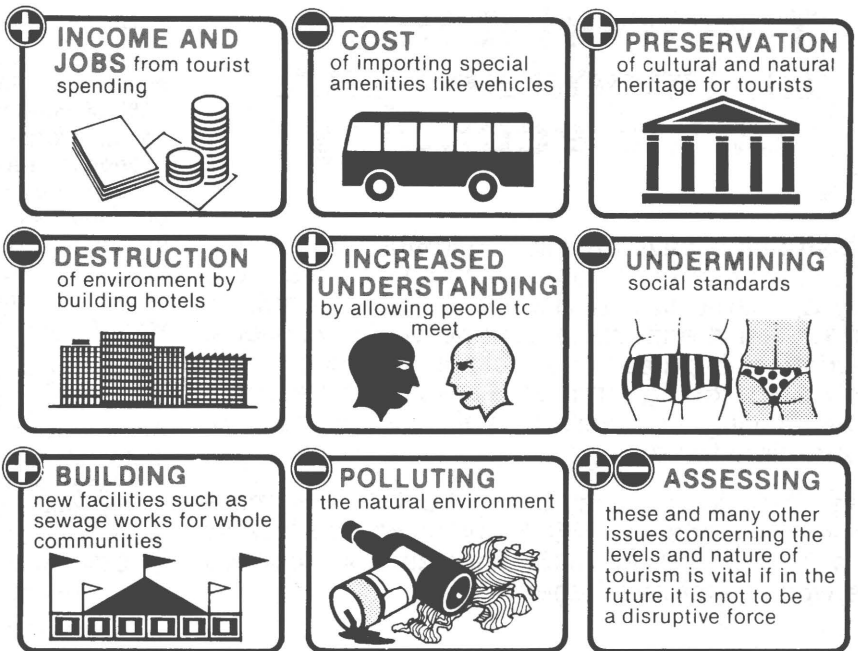 INCOME AND
JOBS from tourist
spending
COST
of importing special
amenities like vehicles
PRESERVATION
of cultural and natural
heritage for tourists
DESTRUCTION
of environment by
building hotels
INCREASED
UNDERSTANDING
by allowing people to
meet
UNDERMINING
social standards
BUILDING
new facilities such as
sewage works for whole
communities
POLLUTING
the natural environment
ASSESSING
these and many other
issues concerning the
levels and nature of
tourism is vital if in the
future it is not to be
a disruptive force